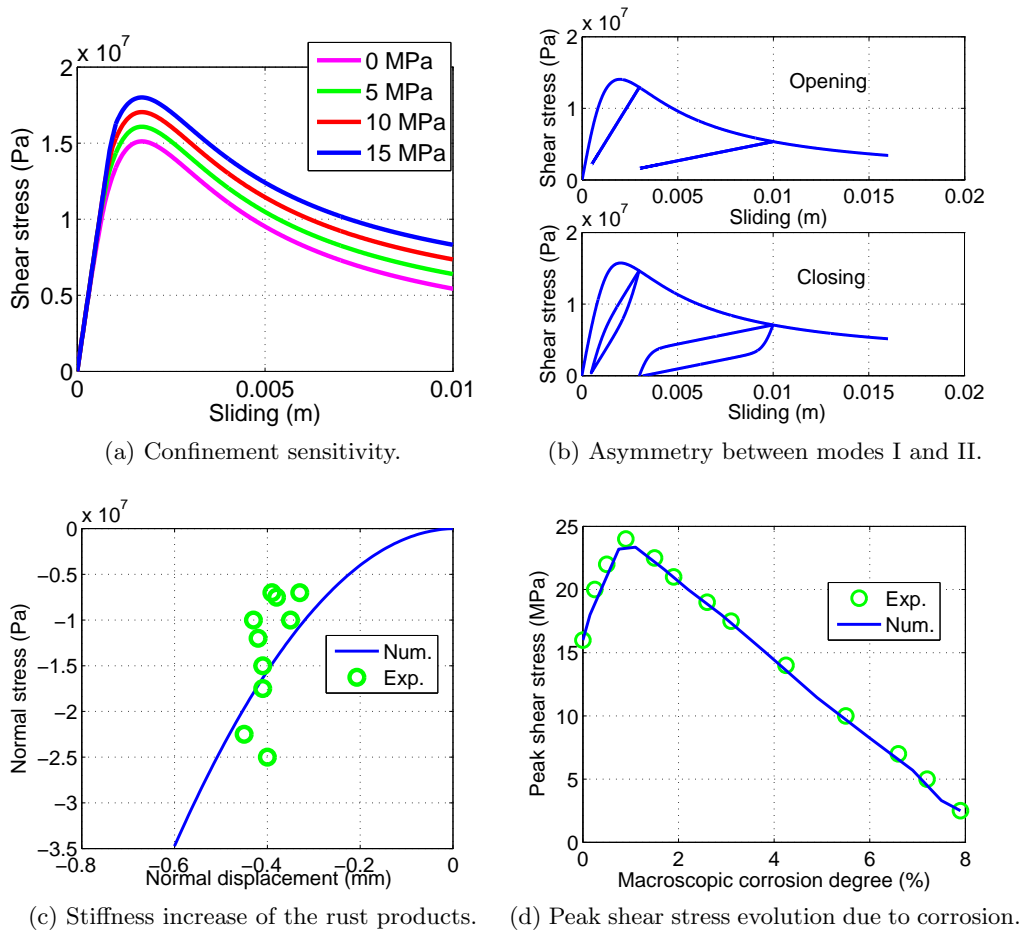 x 10^7
2
1.5
1
0.5
0
0
0.005
0.01
Shear stress (Pa)
Sliding (m)
0 MPa
5 MPa
10 MPa
15 MPa
(a) Confinement sensitivity.
x 10^7
2
1
0
0
0.005
0.01
0.015
0.02
Shear stress (Pa)
Sliding (m)
Opening
x 10^7
2
1
0
0
0.005
0.01
0.015
0.02
Shear stress (Pa)
Sliding (m)
Closing
(b) Asymmetry between modes I and II.
x 10^7
0
−0.5
−1
−1.5
−2
−2.5
−3
−3.5
−0.8
−0.6
−0.4
−0.2
0
Normal stress (Pa)
Normal displacement (mm)
Num.
Exp.
(c) Stiffness increase of the rust products.
25
20
15
10
5
0
0
2
4
6
8
Peak shear stress (MPa)
Macroscopic corrosion degree (%)
Exp.
Num.
(d) Peak shear stress evolution due to corrosion.